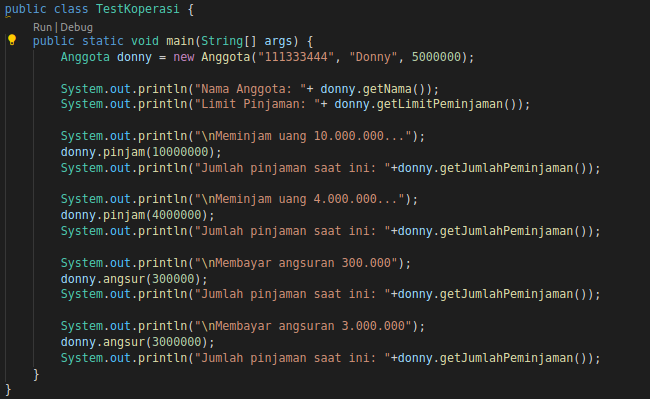 public class TestKoperasi {
Run | Debug
public static void main(String[] args) {
Anggota donny = new Anggota("111333444", "Donny", 5000000);
System.out.println("Nama Anggota: "+ donny.getNama());
System.out.println("Limit Pinjaman: "+ donny.getLimitPeminjaman());
System.out.println("\nMeminjam uang 10.000.000...");
donny.pinjam(10000000);
System.out.println("Jumlah pinjaman saat ini: "+donny.getJumlahPeminjaman());
System.out.println("\nMeminjam uang 4.000.000...");
donny.pinjam(4000000);
System.out.println("Jumlah pinjaman saat ini: "+donny.getJumlahPeminjaman());
System.out.println("\nMembayar angsuran 300.000");
donny.angsur(300000);
System.out.println("Jumlah pinjaman saat ini: "+donny.getJumlahPeminjaman());
System.out.println("\nMembayar angsuran 3.000.000");
donny.angsur(3000000);
System.out.println("Jumlah pinjaman saat ini: "+donny.getJumlahPeminjaman());
}
}